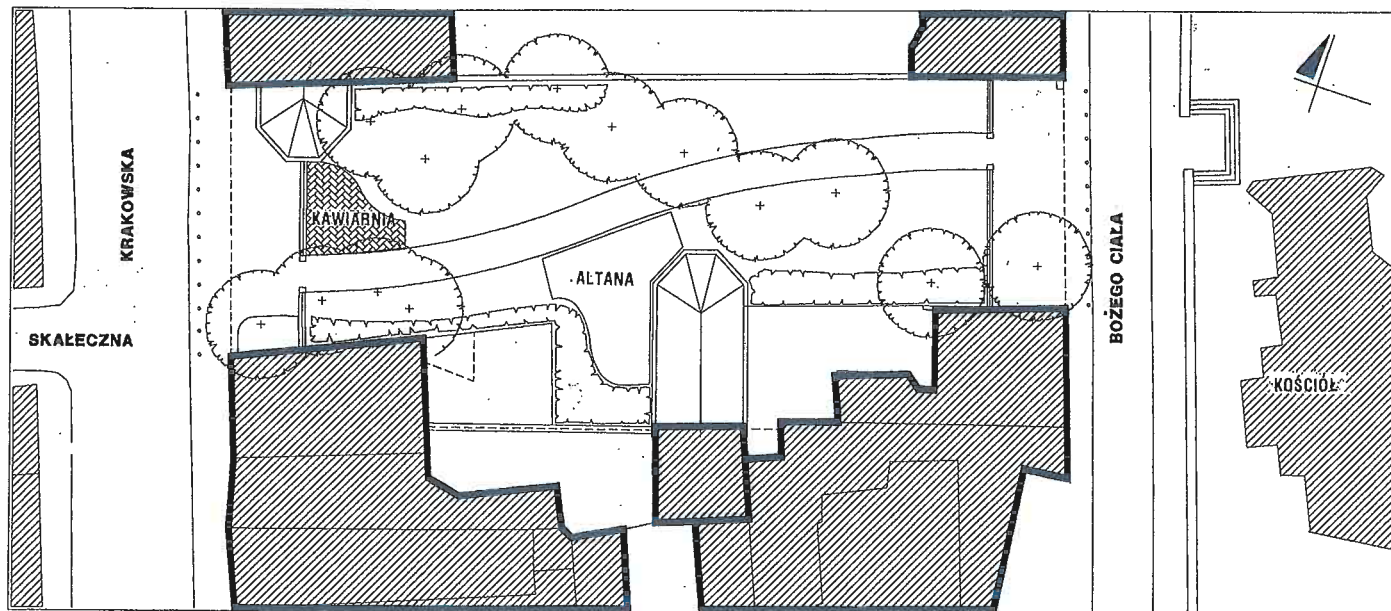 KRAKOWSKA
SKAŁECZNA
KAWIARNIA
ALTANA
BOŻEGO CIAŁA
KOŚCIÓŁ